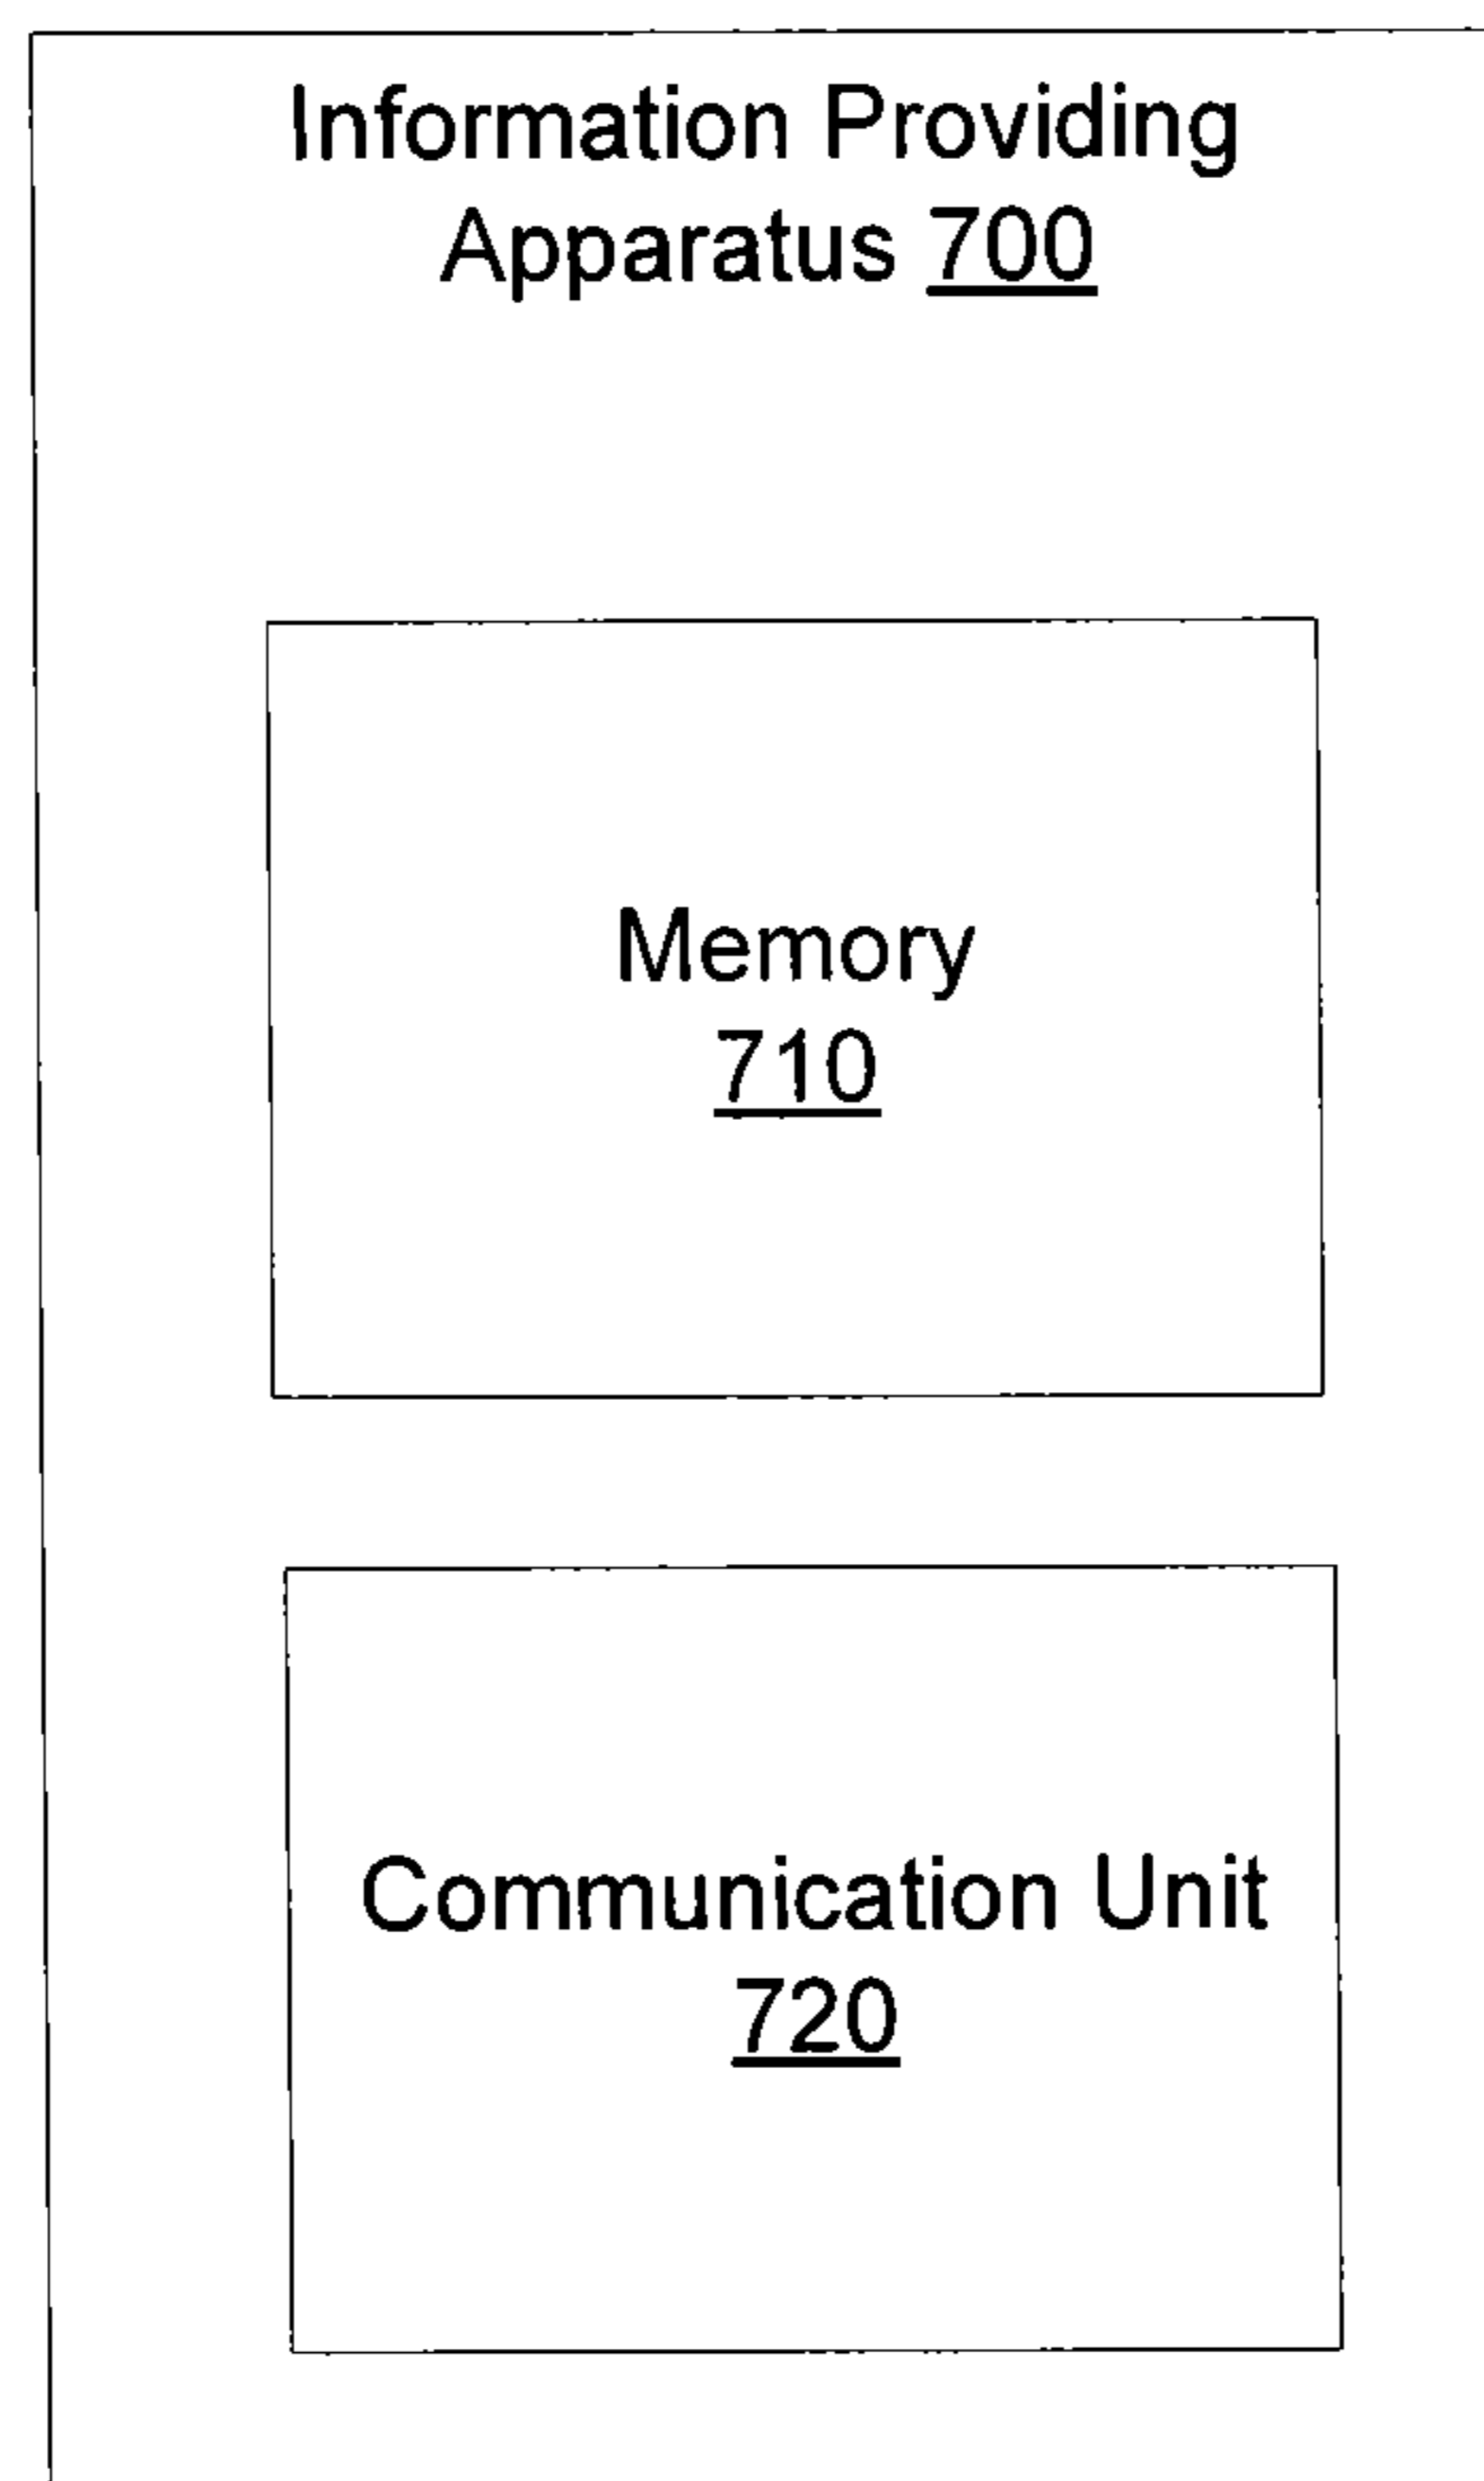 Information Providing
Apparatus 700
Memory
710
Communication Unit
720